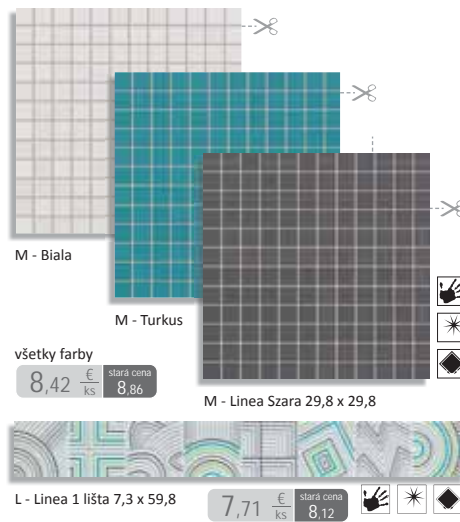 M - Biala
M - Turkus
všetky farby
8,42 € ks stará cena 8,86
M - Linea Szara 29,8 x 29,8
L - Linea 1 lišta 7,3 x 59,8
7,71 € ks stará cena 8,12